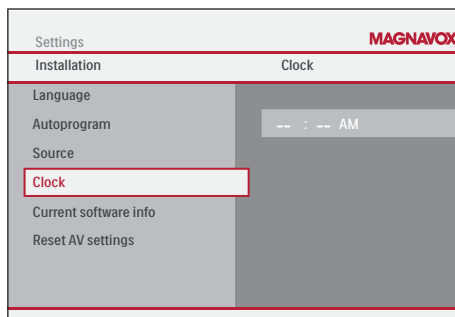 Settings
MAGNAVOX
Installation
Clock
Language
Autoprogram
-- : -- AM
Source
Clock
Current software info
Reset AV settings